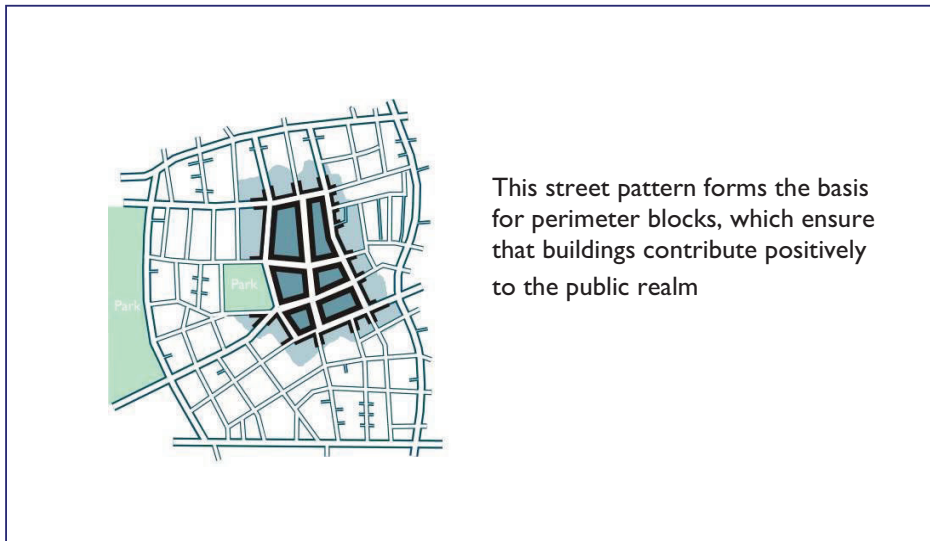 Park
Park
This street pattern forms the basis
for perimeter blocks, which ensure
that buildings contribute positively
to the public realm